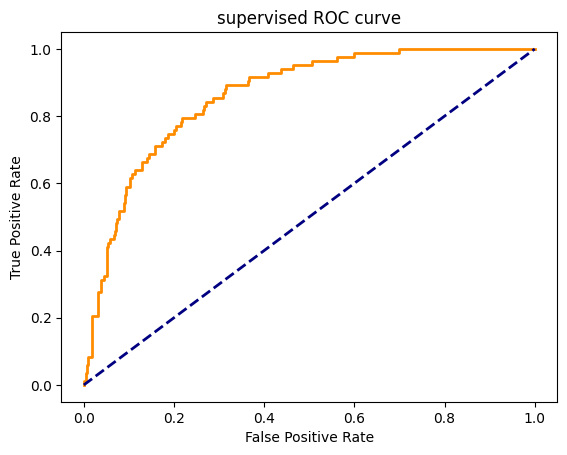 supervised ROC curve
True Positive Rate
1.0
0.8
0.6
0.4
0.2
0.0
0.0 0.2 0.4 0.6 0.8 1.0
False Positive Rate